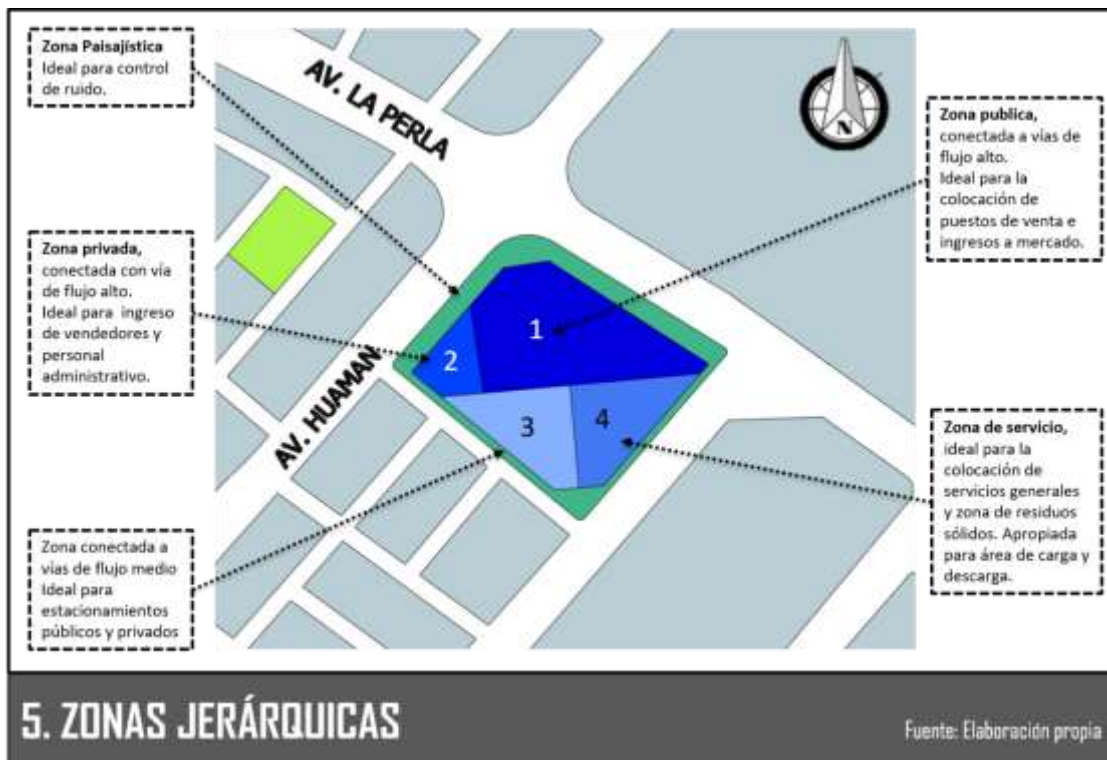 Zona Paisajística
Ideal para control
de ruido.
AV. LA PERLA
N
Zona publica,
conectada a vías de
flujo alto.
Ideal para la
colocación de
puestos de venta e
ingresos a mercado.
Zona privada,
conectada con vía
de flujo alto.
Ideal para ingreso
de vendedores y
personal
administrativo.
1
2
3
4
AV. HUAMAN
Zona de servicio,
ideal para la
colocación de
servicios generales
y zona de residuos
sólidos. Apropiada
para área de carga y
descarga.
Zona conectada a
vías de flujo medio
Ideal para
estacionamientos
públicos y privados
5. ZONAS JERÁRQUICAS
Fuente: Elaboración propia